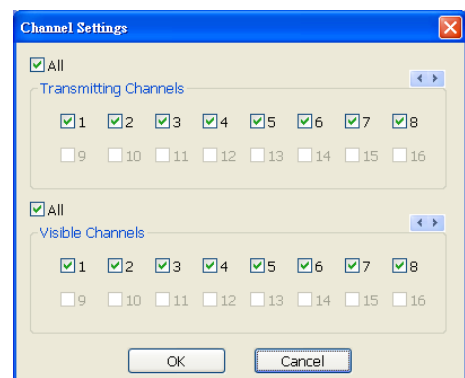 Channel Settings
All
Transmitting Channels
1 2 3 4 5 6 7 8
9 10 11 12 13 14 15 16
All
Visible Channels
1 2 3 4 5 6 7 8
9 10 11 12 13 14 15 16
OK Cancel